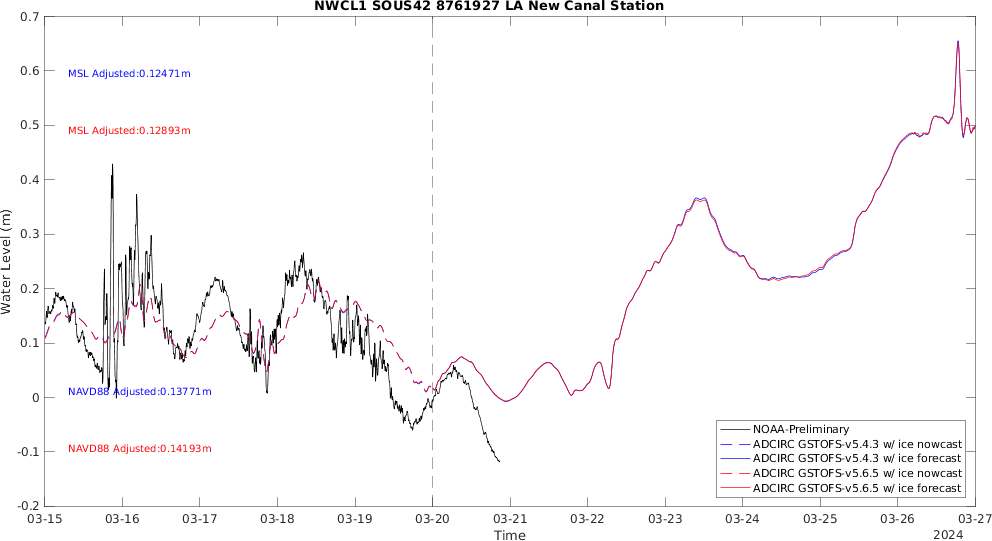 NWCL1 SOUS42 8761927 LA New Canal Station
0.7
0.6
0.5
0.4
0.3
0.2
0.1
0
-0.1
-0.2
Water Level (m)
MSL Adjusted:0.12471m
MSL Adjusted:0.12893m
NAVD88 Adjusted:0.13771m
NAVD88 Adjusted:0.14193m
NOAA-Preliminary
ADCIRC GSTOFS-v5.4.3 w/ ice nowcast
ADCIRC GSTOFS-v5.4.3 w/ ice forecast
ADCIRC GSTOFS-v5.6.5 w/ ice nowcast
ADCIRC GSTOFS-v5.6.5 w/ ice forecast
03-15 03-16 03-17 03-18 03-19 03-20 03-21 03-22 03-23 03-24 03-25 03-26 03-27
Time
2024